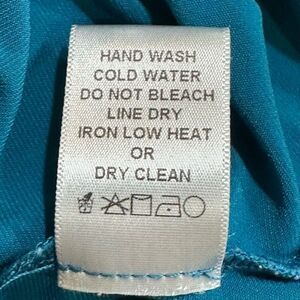 HAND WASH
COLD WATER
DO NOT BLEACH
LINE DRY
IRON LOW HEAT
OR
DRY CLEAN